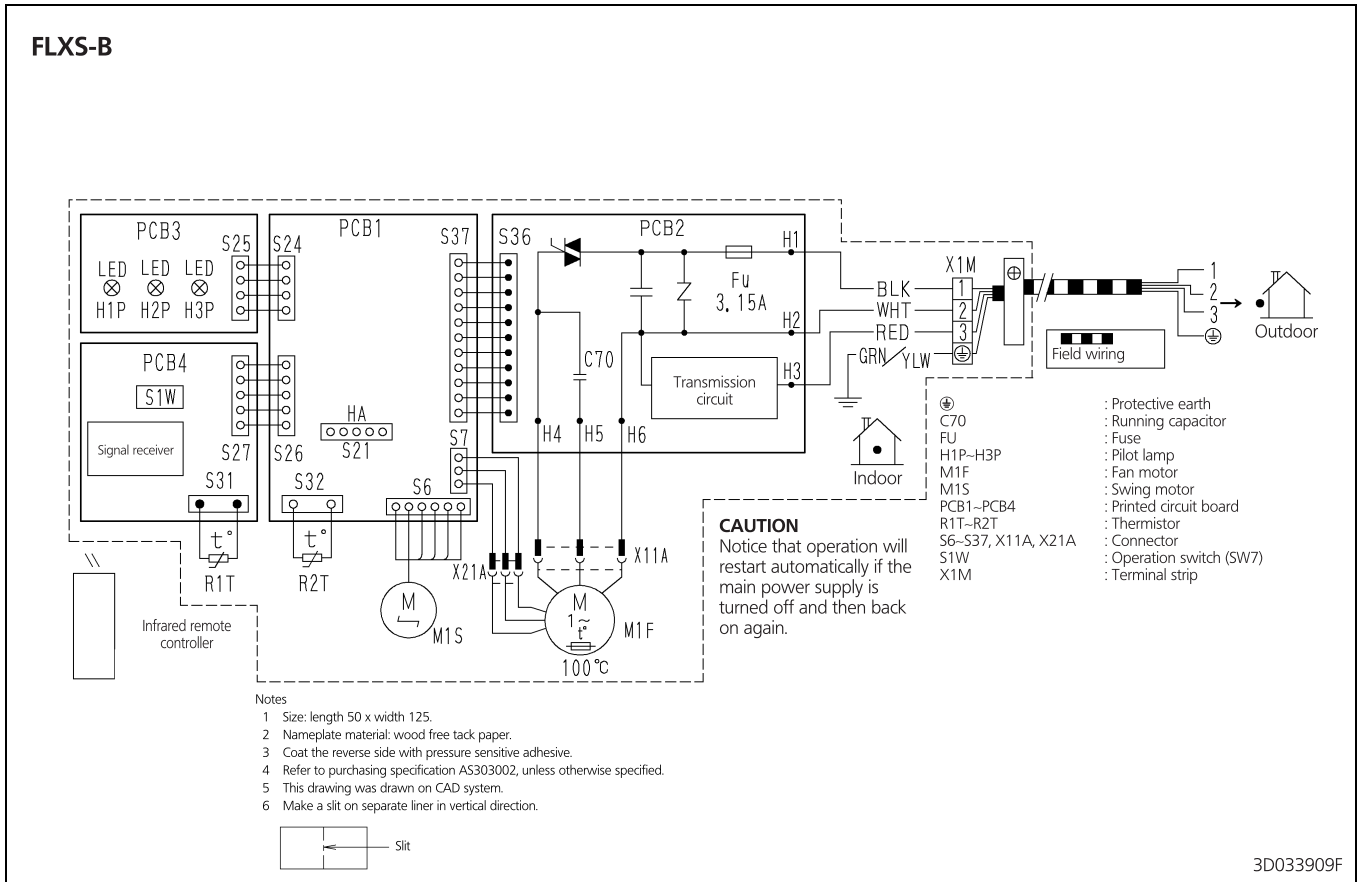 FLXS-B
PCB3
LED LED LED
H1P H2P H3P
S25 S24
PCB1
S37 S36
PCB2
H1
Fu
3.15A
H2
C70
Transmission
circuit
H3
H4 H5 H6
BLK
WHT
RED
GRN/YLW
X1M
1
2
3
1
2
3
Outdoor
Field wiring
Indoor
PCB4
S1W
Signal receiver
S27 S26
HA
S21
S7
S31
S32
S6
t°
R1T
t°
R2T
M
M1S
X21A
X11A
M
1~
t°
M1F
100°C
Infrared remote
controller
CAUTION
Notice that operation will
restart automatically if the
main power supply is
turned off and then back
on again.
: Protective earth
C70 : Running capacitor
FU : Fuse
H1P~H3P : Pilot lamp
M1F : Fan motor
M1S : Swing motor
PCB1~PCB4 : Printed circuit board
R1T~R2T : Thermistor
S6~S37, X11A, X21A : Connector
S1W : Operation switch (SW7)
X1M : Terminal strip
Notes
1 Size: length 50 x width 125.
2 Nameplate material: wood free tack paper.
3 Coat the reverse side with pressure sensitive adhesive.
4 Refer to purchasing specification AS303002, unless otherwise specified.
5 This drawing was drawn on CAD system.
6 Make a slit on separate liner in vertical direction.
Slit
3D033909F